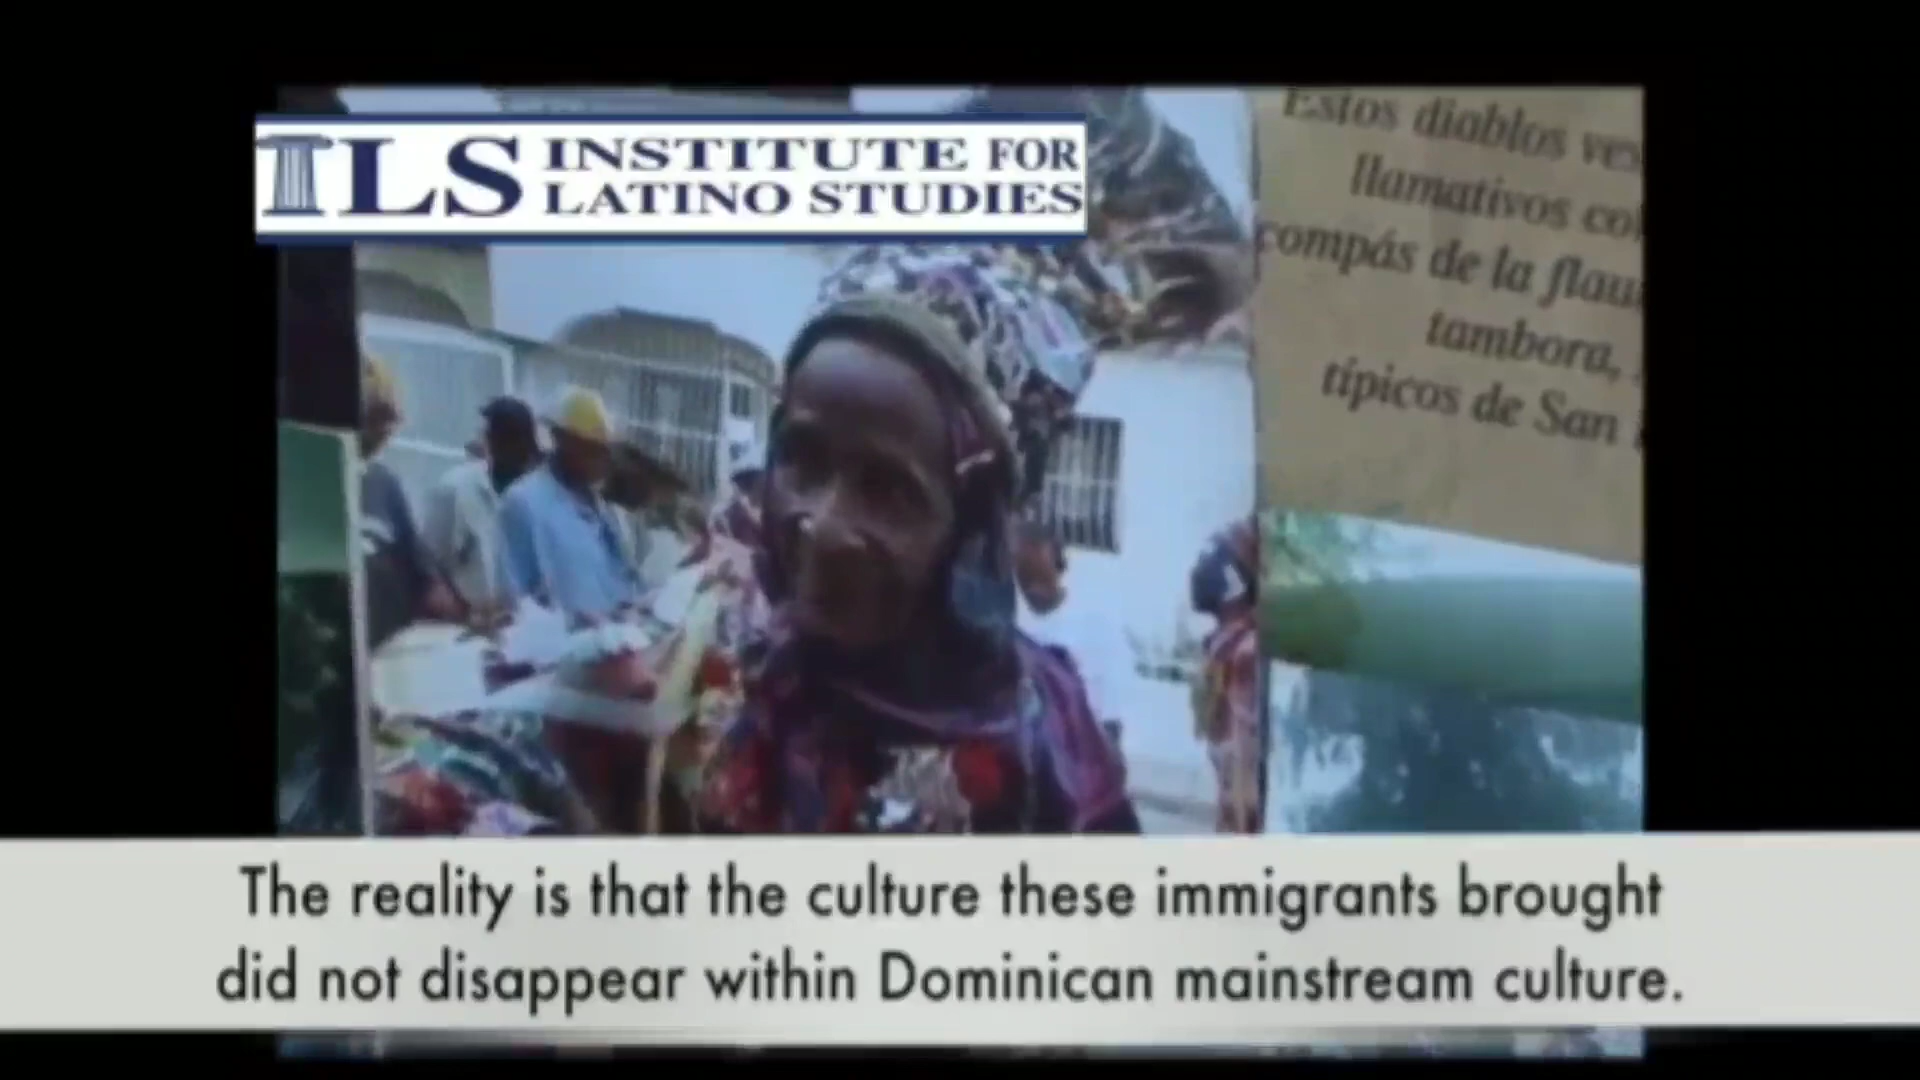 ILS INSTITUTE FOR
LATINO STUDIES
Estos diablos
llamativos
compás de la
tambora,
típicos de San
The reality is that the culture these immigrants brought
did not disappear within Dominican mainstream culture.